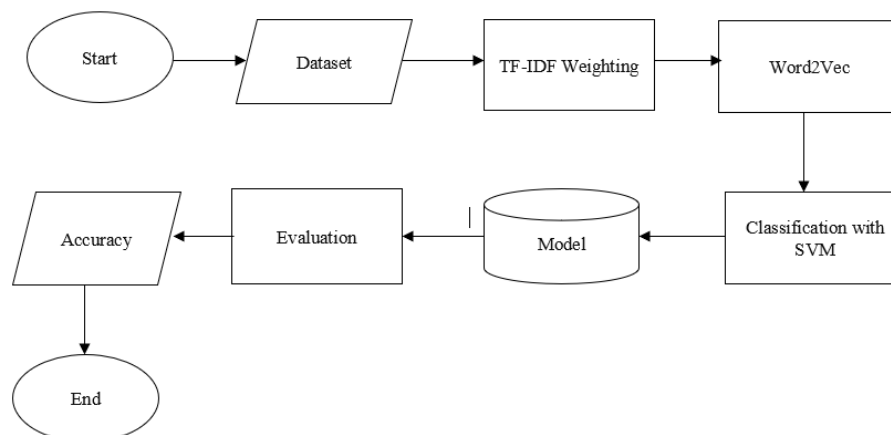 Start
Dataset
TF-IDF Weighting
Word2Vec
Classification with
SVM
Model
Evaluation
Accuracy
End